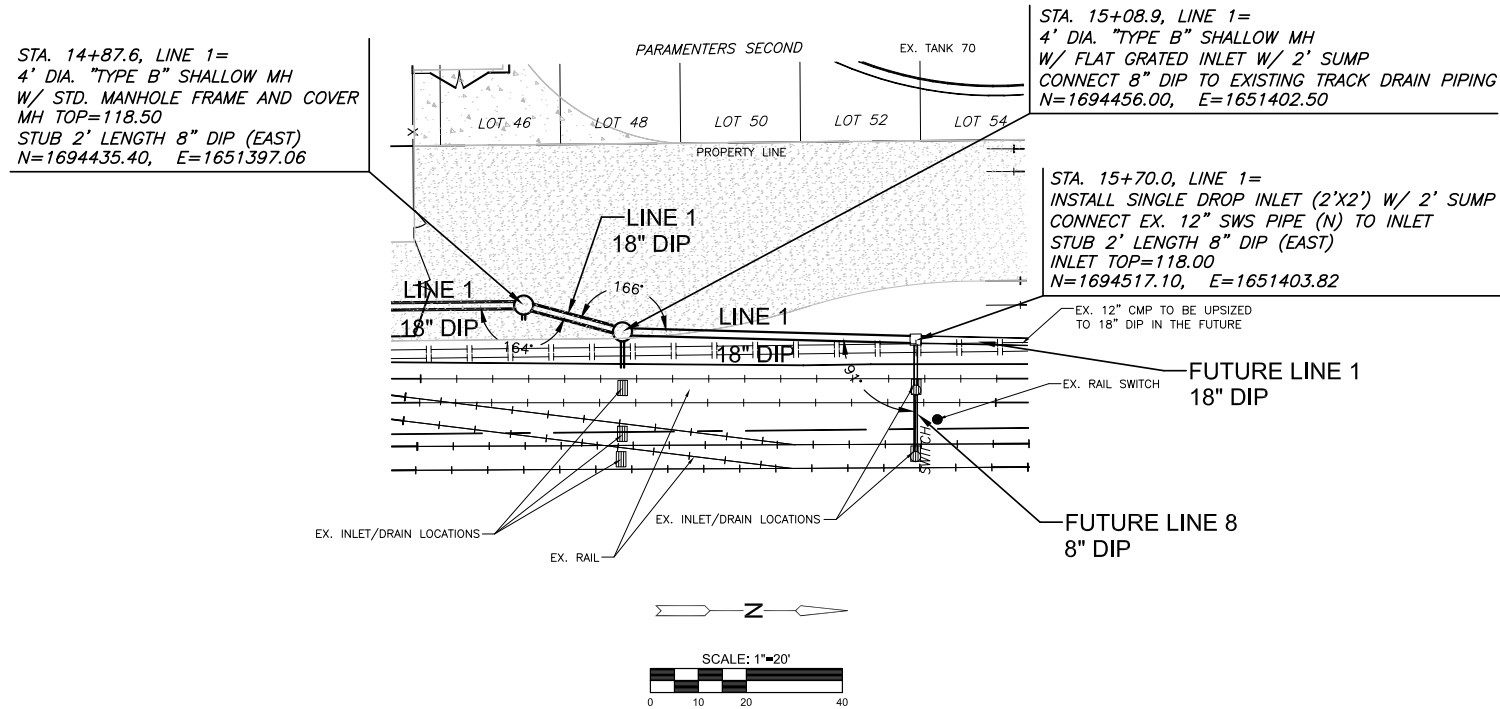 STA. 14+87.6, LINE 1=
4' DIA. "TYPE B" SHALLOW MH
W/ STD. MANHOLE FRAME AND COVER
MH TOP=118.50
STUB 2' LENGTH 8" DIP (EAST)
N=1694435.40, E=1651397.06
PARAMENTERS SECOND
EX. TANK 70
STA. 15+08.9, LINE 1=
4' DIA. "TYPE B" SHALLOW MH
W/ FLAT GRATED INLET W/ 2' SUMP
CONNECT 8" DIP TO EXISTING TRACK DRAIN PIPING
N=1694456.00, E=1651402.50
LOT 46
LOT 48
LOT 50
LOT 52
LOT 54
PROPERTY LINE
STA. 15+70.0, LINE 1=
INSTALL SINGLE DROP INLET (2'X2') W/ 2' SUMP
CONNECT EX. 12" SWS PIPE (N) TO INLET
STUB 2' LENGTH 8" DIP (EAST)
INLET TOP=118.00
N=1694517.10, E=1651403.82
LINE 1
18" DIP
LINE 1
18" DIP
166°
164°
LINE 1
18" DIP
94°
EX. 12" CMP TO BE UPSIZED
TO 18" DIP IN THE FUTURE
FUTURE LINE 1
18" DIP
EX. RAIL SWITCH
SWITCH
EX. INLET/DRAIN LOCATIONS
EX. RAIL
EX. INLET/DRAIN LOCATIONS
FUTURE LINE 8
8" DIP
N
SCALE: 1"=20'
0 10 20 40